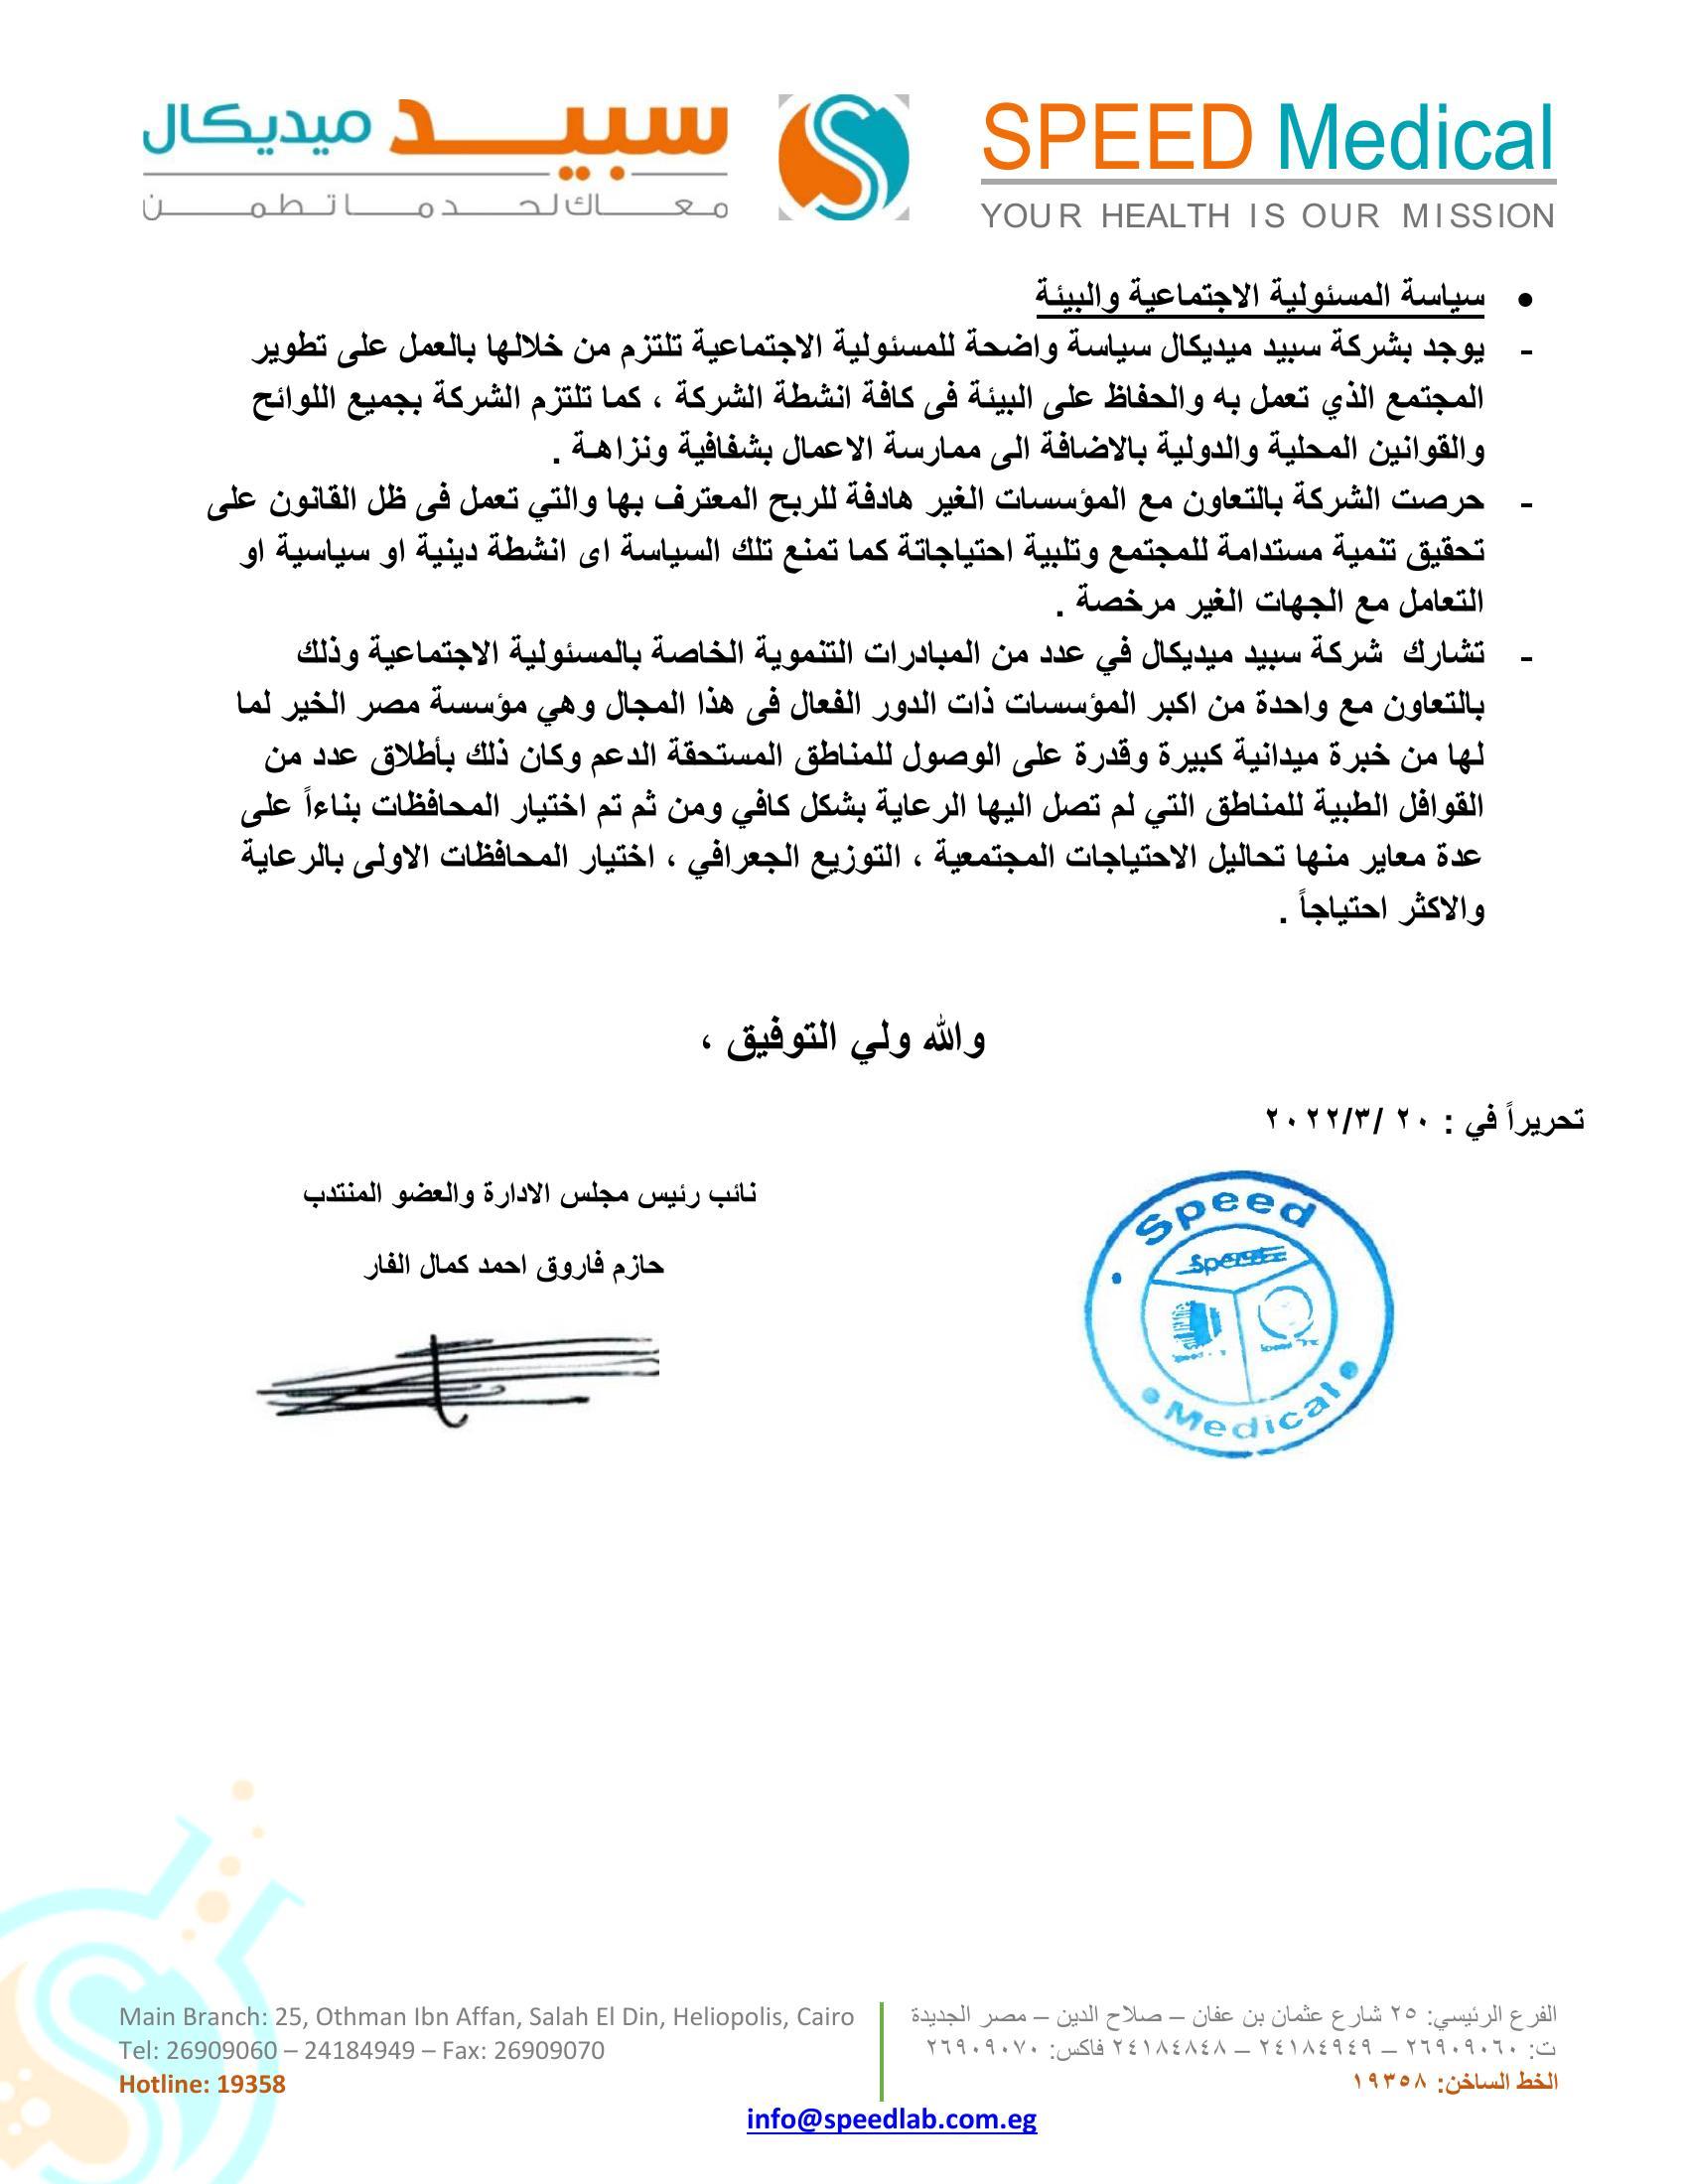 سبيد ميديكال
معاك لحد ما تطمن
SPEED Medical
YOUR HEALTH IS OUR MISSION
• سياسة المسئولية الاجتماعية والبيئة
- يوجد بشركة سبيد ميديكال سياسة واضحة للمسئولية الاجتماعية تلتزم من خلالها بالعمل على تطوير
المجتمع الذي تعمل به والحفاظ على البيئة فى كافة انشطة الشركة ، كما تلتزم الشركة بجميع اللوائح
والقوانين المحلية والدولية بالاضافة الى ممارسة الاعمال بشفافية ونزاهة .
- حرصت الشركة بالتعاون مع المؤسسات الغير هادفة للربح المعترف بها والتي تعمل فى ظل القانون على
تحقيق تنمية مستدامة للمجتمع وتلبية احتياجاتة كما تمنع تلك السياسة اى انشطة دينية او سياسية او
التعامل مع الجهات الغير مرخصة .
- تشارك شركة سبيد ميديكال في عدد من المبادرات التنموية الخاصة بالمسئولية الاجتماعية وذلك
بالتعاون مع واحدة من اكبر المؤسسات ذات الدور الفعال فى هذا المجال وهي مؤسسة مصر الخير لما
لها من خبرة ميدانية كبيرة وقدرة على الوصول للمناطق المستحقة الدعم وكان ذلك بأطلاق عدد من
القوافل الطبية للمناطق التي لم تصل اليها الرعاية بشكل كافي ومن ثم تم اختيار المحافظات بناءاً على
عدة معاير منها تحاليل الاحتياجات المجتمعية ، التوزيع الجعرافي ، اختيار المحافظات الاولى بالرعاية
والاكثر احتياجاً .
والله ولي التوفيق ،
تحريراً في : ٢٠ /٢٠٢٢/٣
نائب رئيس مجلس الادارة والعضو المنتدب
حازم فاروق احمد كمال الفار
Speed
Medical
الفرع الرئيسي: ٢٥ شارع عثمان بن عفان – صلاح الدين – مصر الجديدة
ت: ٢٦٩٠٩٠٦٠ – ٢٤١٨٤٩٤٩ – ٢٤١٨٤٨٤٨ فاكس: ٢٦٩٠٩٠٧٠
الخط الساخن: ١٩٣٥٨
Main Branch: 25, Othman Ibn Affan, Salah El Din, Heliopolis, Cairo
Tel: 26909060 – 24184949 – Fax: 26909070
Hotline: 19358
info@speedlab.com.eg